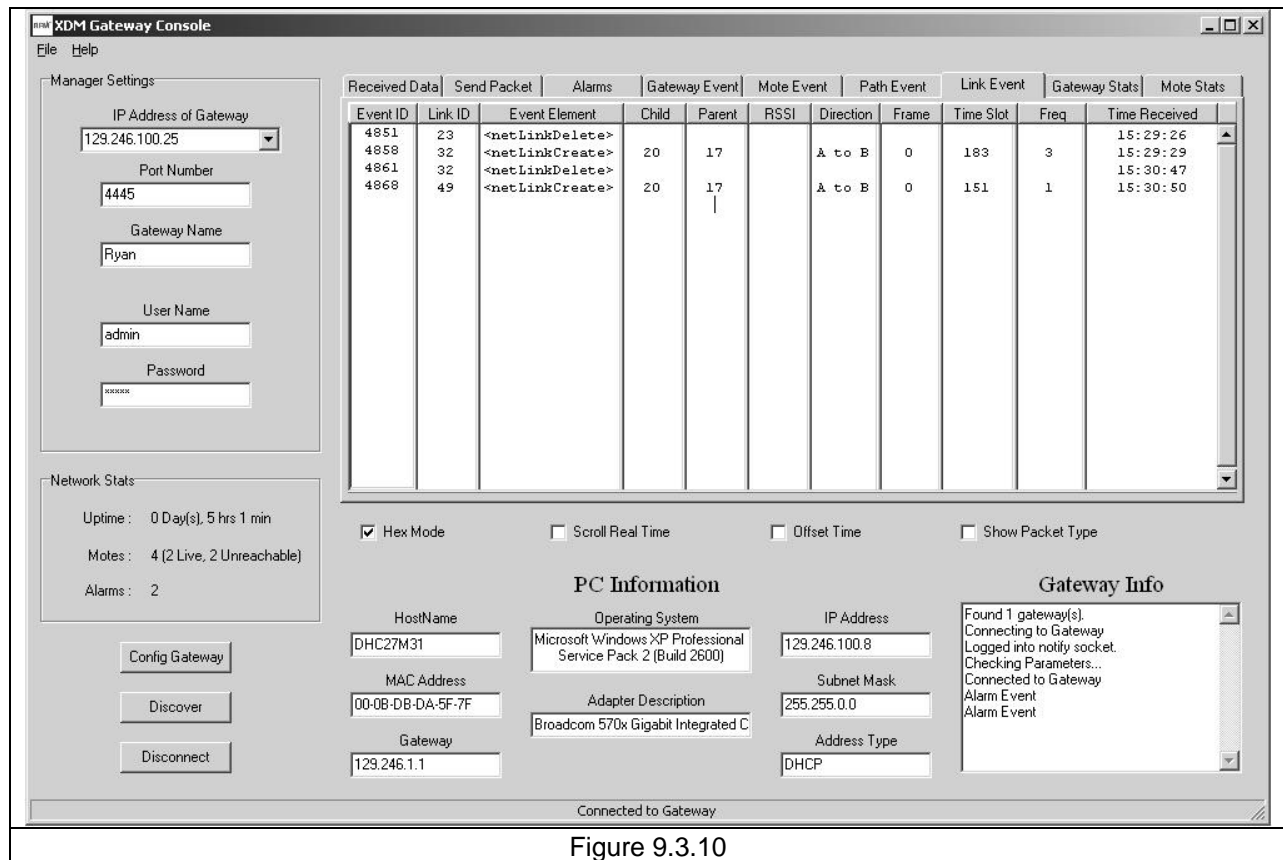 XDM Gateway Console
File Help
Manager Settings
IP Address of Gateway
129.246.100.25
Port Number
4445
Gateway Name
Ryan
User Name
admin
Password
*****
Received Data Send Packet Alarms Gateway Event Mote Event Path Event Link Event Gateway Stats Mote Stats
Event ID Link ID Event Element Child Parent RSSI Direction Frame Time Slot Freq Time Received
4851 23 <netLinkDelete> 15:29:26
4858 32 <netLinkCreate> 20 17 A to B 0 183 3 15:29:29
4861 32 <netLinkDelete> 15:30:47
4868 49 <netLinkCreate> 20 17 A to B 0 151 1 15:30:50
Network Stats
Uptime : 0 Day(s), 5 hrs 1 min
Motes : 4 (2 Live, 2 Unreachable)
Alarms : 2
Config Gateway
Discover
Disconnect
Hex Mode Scroll Real Time Offset Time Show Packet Type
PC Information
HostName
DHC27M31
MAC Address
00-0B-DB-DA-5F-7F
Gateway
129.246.1.1
Operating System
Microsoft Windows XP Professional
Service Pack 2 (Build 2600)
Adapter Description
Broadcom 570x Gigabit Integrated C
IP Address
129.246.100.8
Subnet Mask
255.255.0.0
Address Type
DHCP
Gateway Info
Found 1 gateway(s).
Connecting to Gateway
Logged into notify socket.
Checking Parameters...
Connected to Gateway
Alarm Event
Alarm Event
Connected to Gateway
Figure 9.3.10